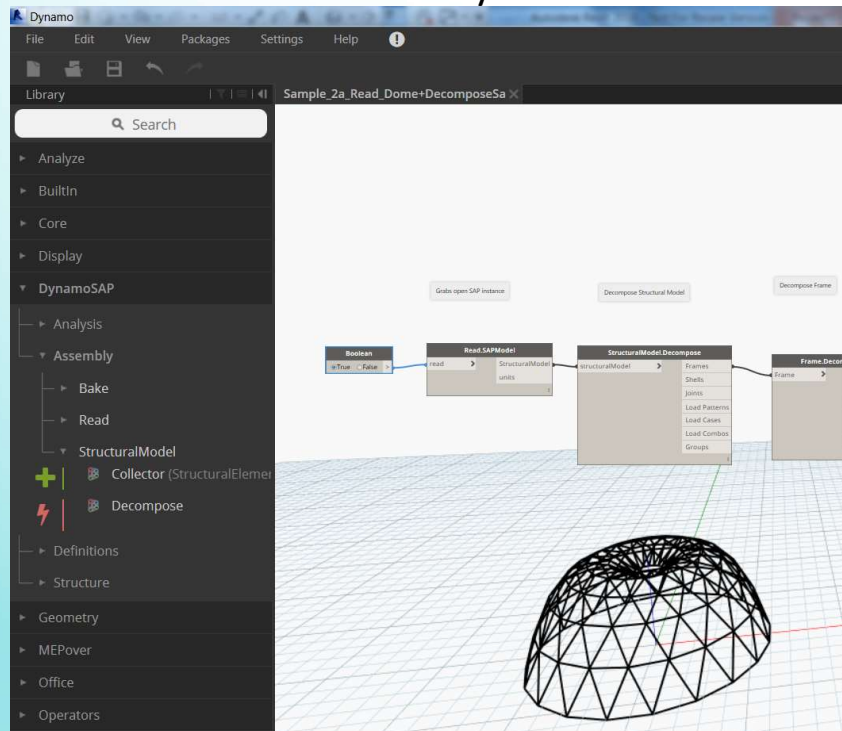 Dynamo
File Edit View Packages Settings Help
Library
Sample_2a_Read_Dome+DecomposeSa
Search
Analyze
BuiltIn
Core
Display
DynamoSAP
Analysis
Assembly
Bake
Read
StructuralModel
Collector (StructuralElemen
Decompose
Definitions
Structure
Geometry
MEPover
Office
Operators
Grabs open SAP instance
Decompose Structural Model
Decompose Frame
Boolean
True False >
Read.SAPModel
read > StructuralModel
units
StructuralModel.Decompose
structuralModel > Frames
Shells
Joints
Load Patterns
Load Cases
Load Combos
Groups
Frame.Decor
Frame >